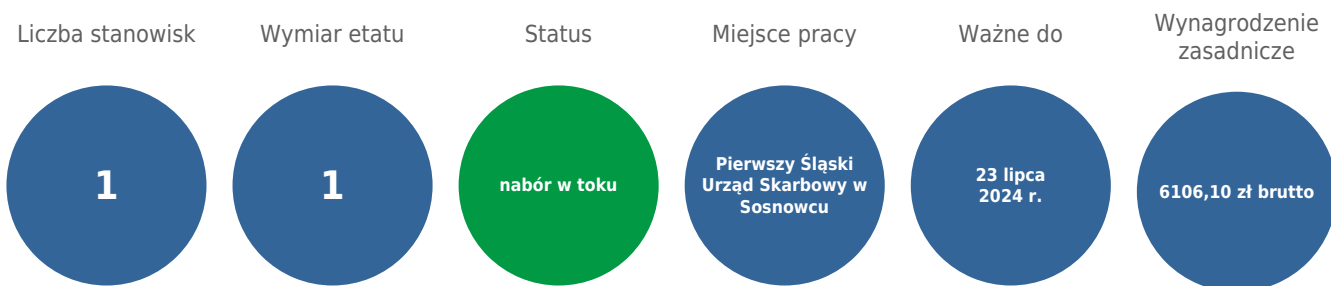 Liczba stanowisk
1
Wymiar etatu
1
Status
nabór w toku
Miejsce pracy
Pierwszy Śląski
Urząd Skarbowy w
Sosnowcu
Ważne do
23 lipca
2024 r.
Wynagrodzenie
zasadnicze
6106,10 zł brutto